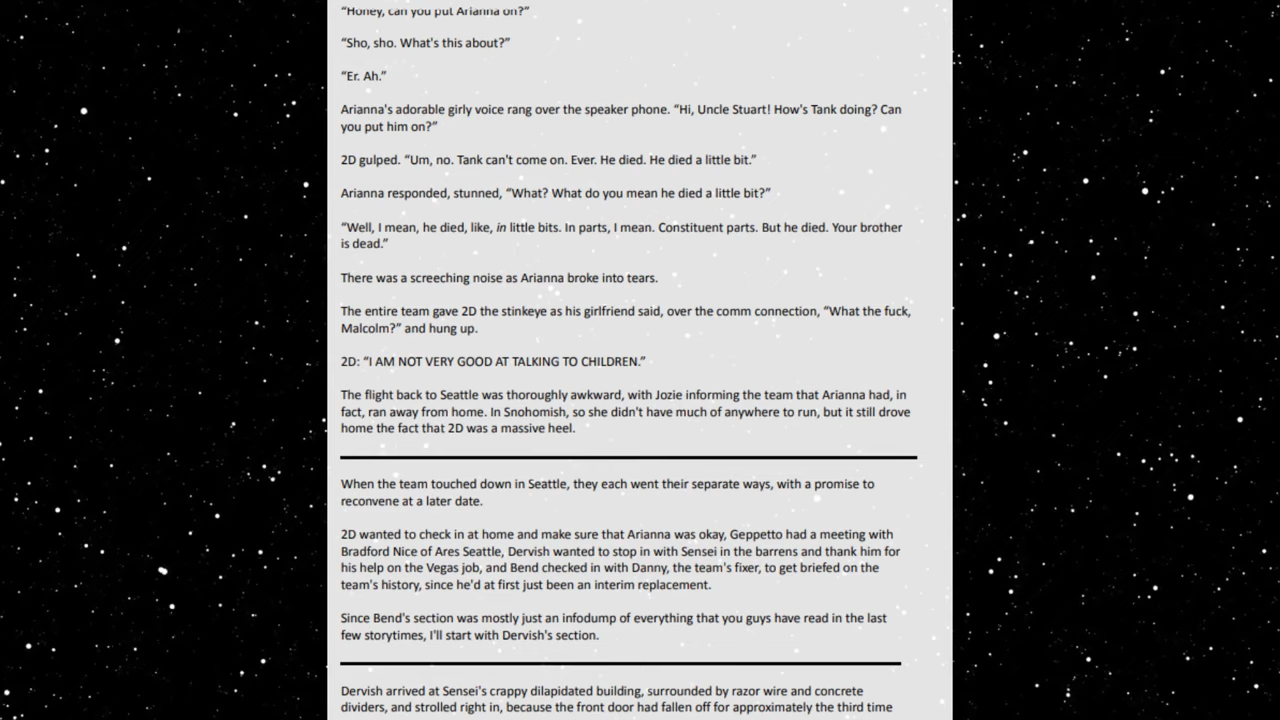 “Honey, can you put Arianna on?”
“Sho, sho. What's this about?”
“Er. Ah.”
Arianna's adorable girly voice rang over the speaker phone. “Hi, Uncle Stuart! How's Tank doing? Can
you put him on?”
2D gulped. “Um, no. Tank can't come on. Ever. He died. He died a little bit.”
Arianna responded, stunned, “What? What do you mean he died a little bit?”
“Well, I mean, he died, like, in little bits. In parts, I mean. Constituent parts. But he died. Your brother
is dead.”
There was a screeching noise as Arianna broke into tears.
The entire team gave 2D the stinkeye as his girlfriend said, over the comm connection, “What the fuck,
Malcolm?” and hung up.
2D: “I AM NOT VERY GOOD AT TALKING TO CHILDREN.”
The flight back to Seattle was thoroughly awkward, with Jozie informing the team that Arianna had, in
fact, ran away from home. In Snohomish, so she didn't have much of anywhere to run, but it still drove
home the fact that 2D was a massive heel.
When the team touched down in Seattle, they each went their separate ways, with a promise to
reconvene at a later date.
2D wanted to check in at home and make sure that Arianna was okay, Geppetto had a meeting with
Bradford Nice of Ares Seattle, Dervish wanted to stop in with Sensei in the barrens and thank him for
his help on the Vegas job, and Bend checked in with Danny, the team's fixer, to get briefed on the
team's history, since he'd at first just been an interim replacement.
Since Bend's section was mostly just an infodump of everything that you guys have read in the last
few storytimes, I'll start with Dervish's section.
Dervish arrived at Sensei's crappy dilapidated building, surrounded by razor wire and concrete
dividers, and strolled right in, because the front door had fallen off for approximately the third time